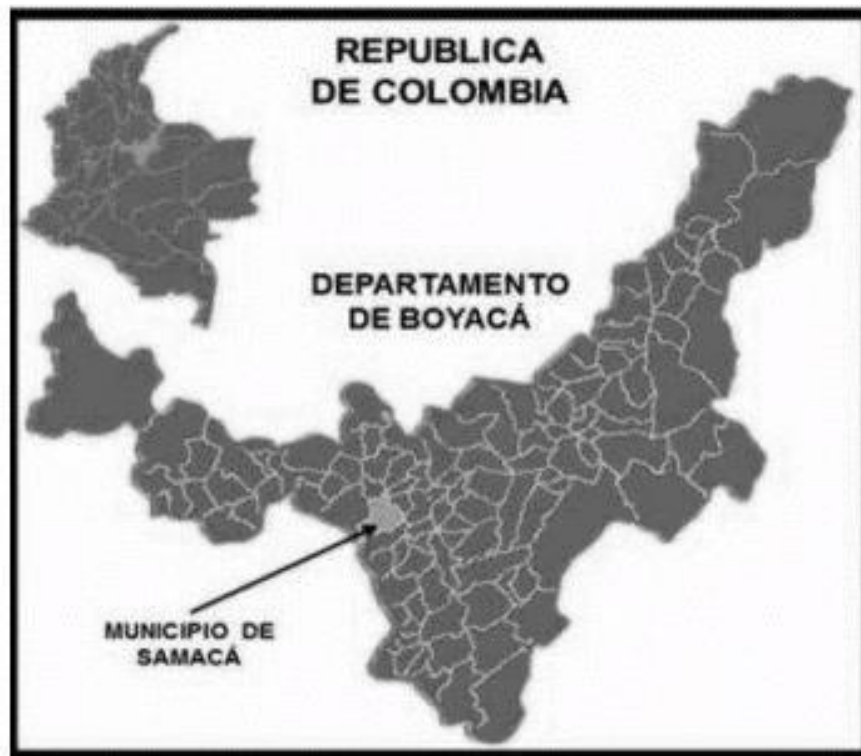 REPUBLICA
DE COLOMBIA
DEPARTAMENTO
DE BOYACÁ
MUNICIPIO DE
SAMACÁ